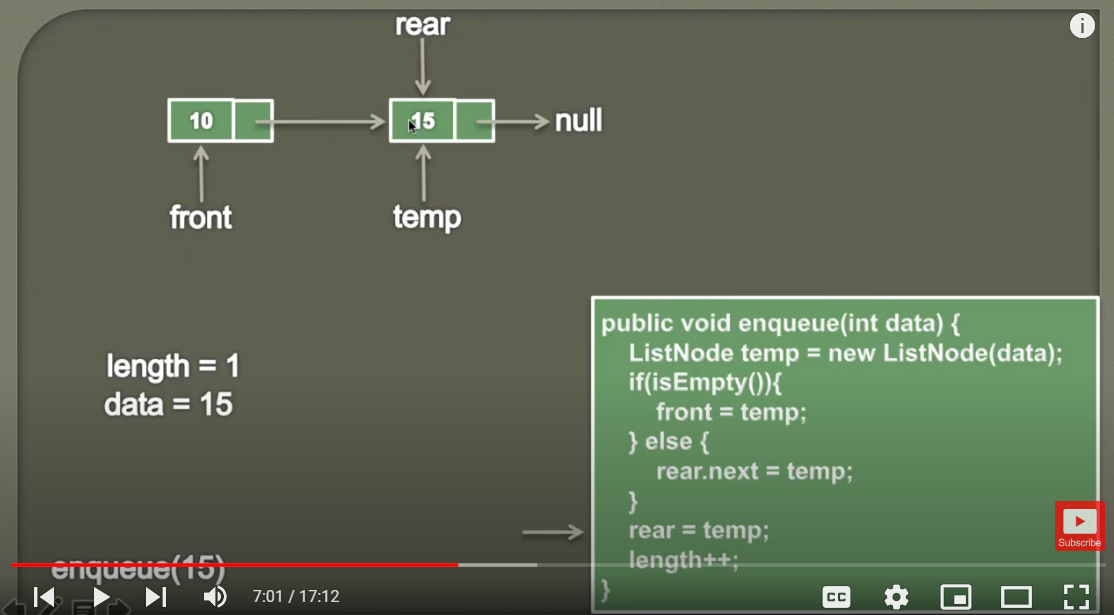 rear
10
15
null
front
temp
length = 1
data = 15
public void enqueue(int data) {
ListNode temp = new ListNode(data);
if(isEmpty()){
front = temp;
} else {
rear.next = temp;
}
rear = temp;
length++;
}
enqueue(15)
Subscribe
7:01 / 17:12
CC
i